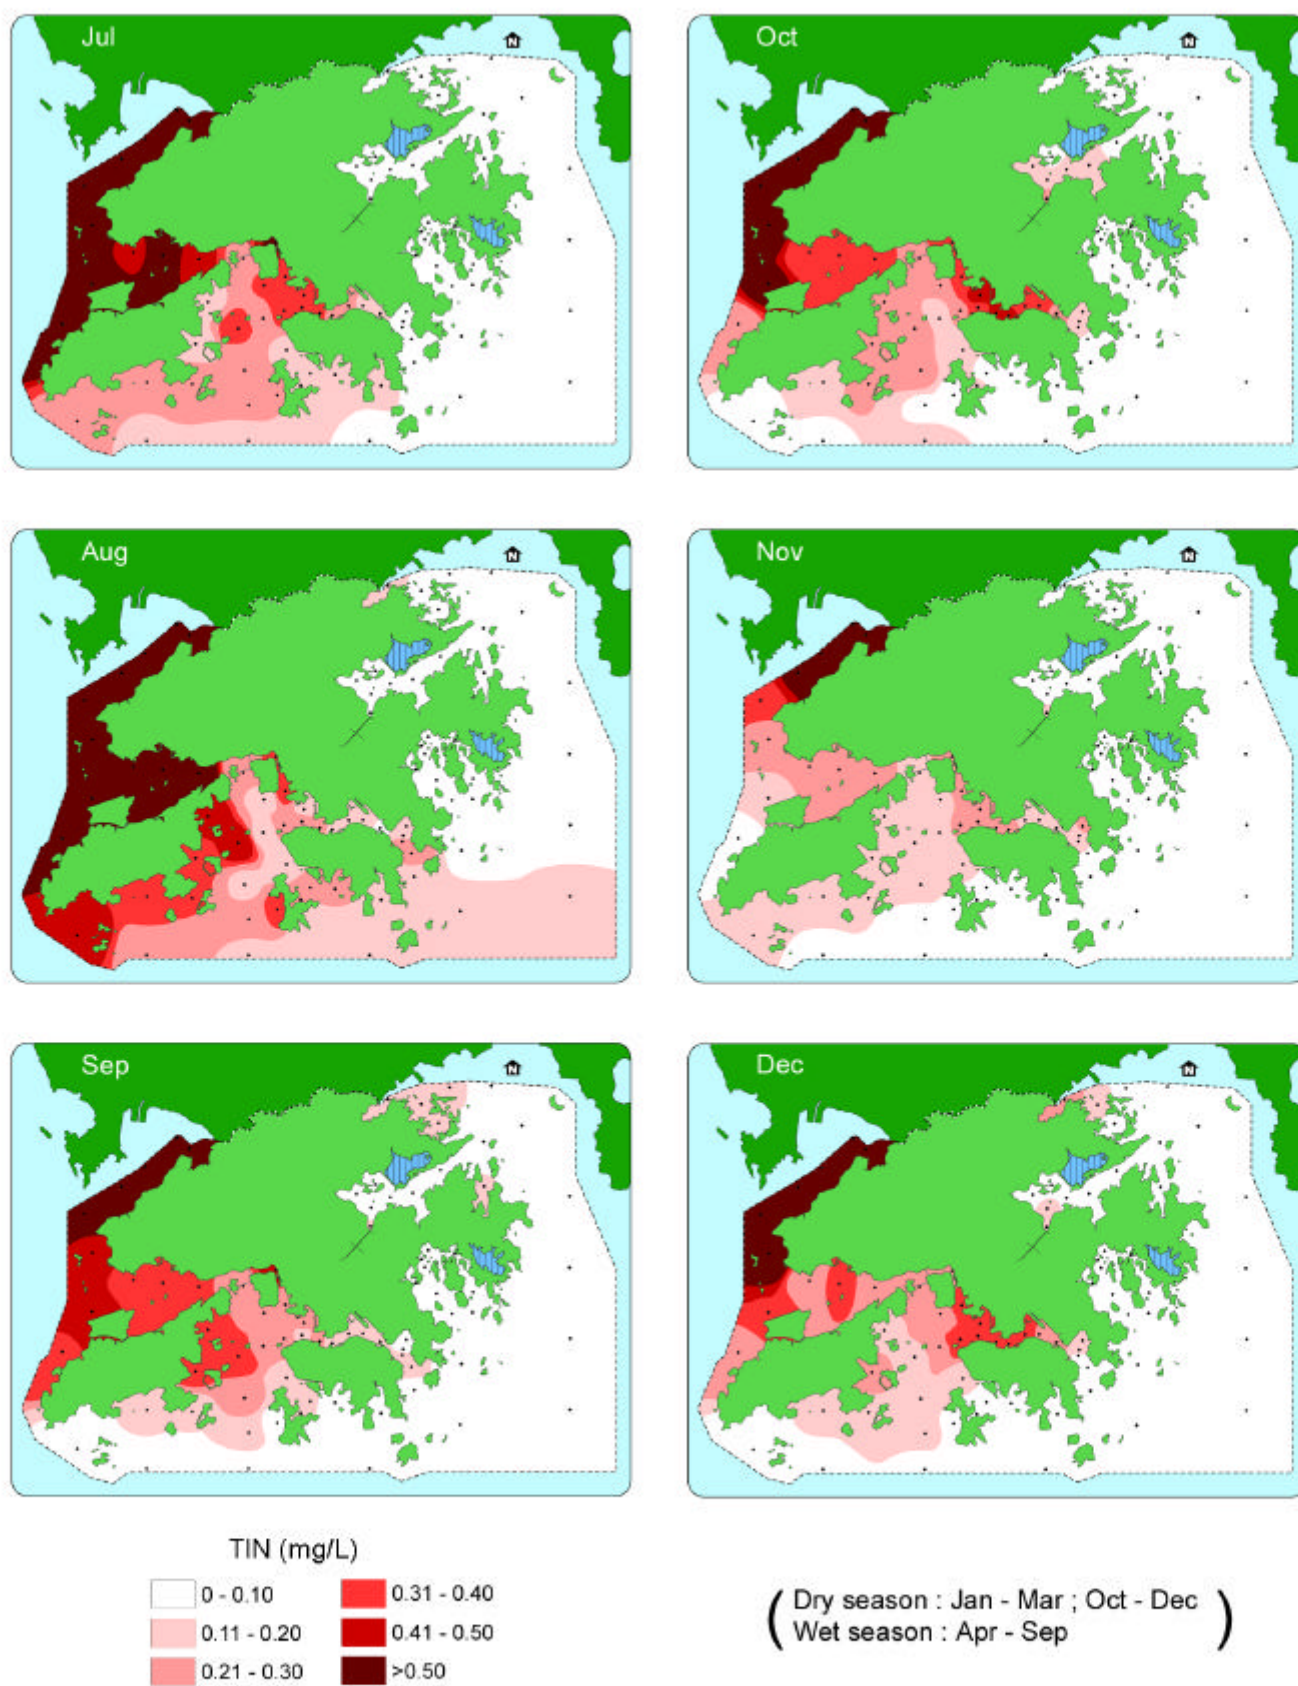 Jul
N
Oct
N
Aug
N
Nov
N
Sep
N
Dec
N
TIN (mg/L)
0 - 0.10
0.31 - 0.40
0.11 - 0.20
0.41 - 0.50
0.21 - 0.30
>0.50
( Dry season : Jan - Mar ; Oct - Dec
Wet season : Apr - Sep )